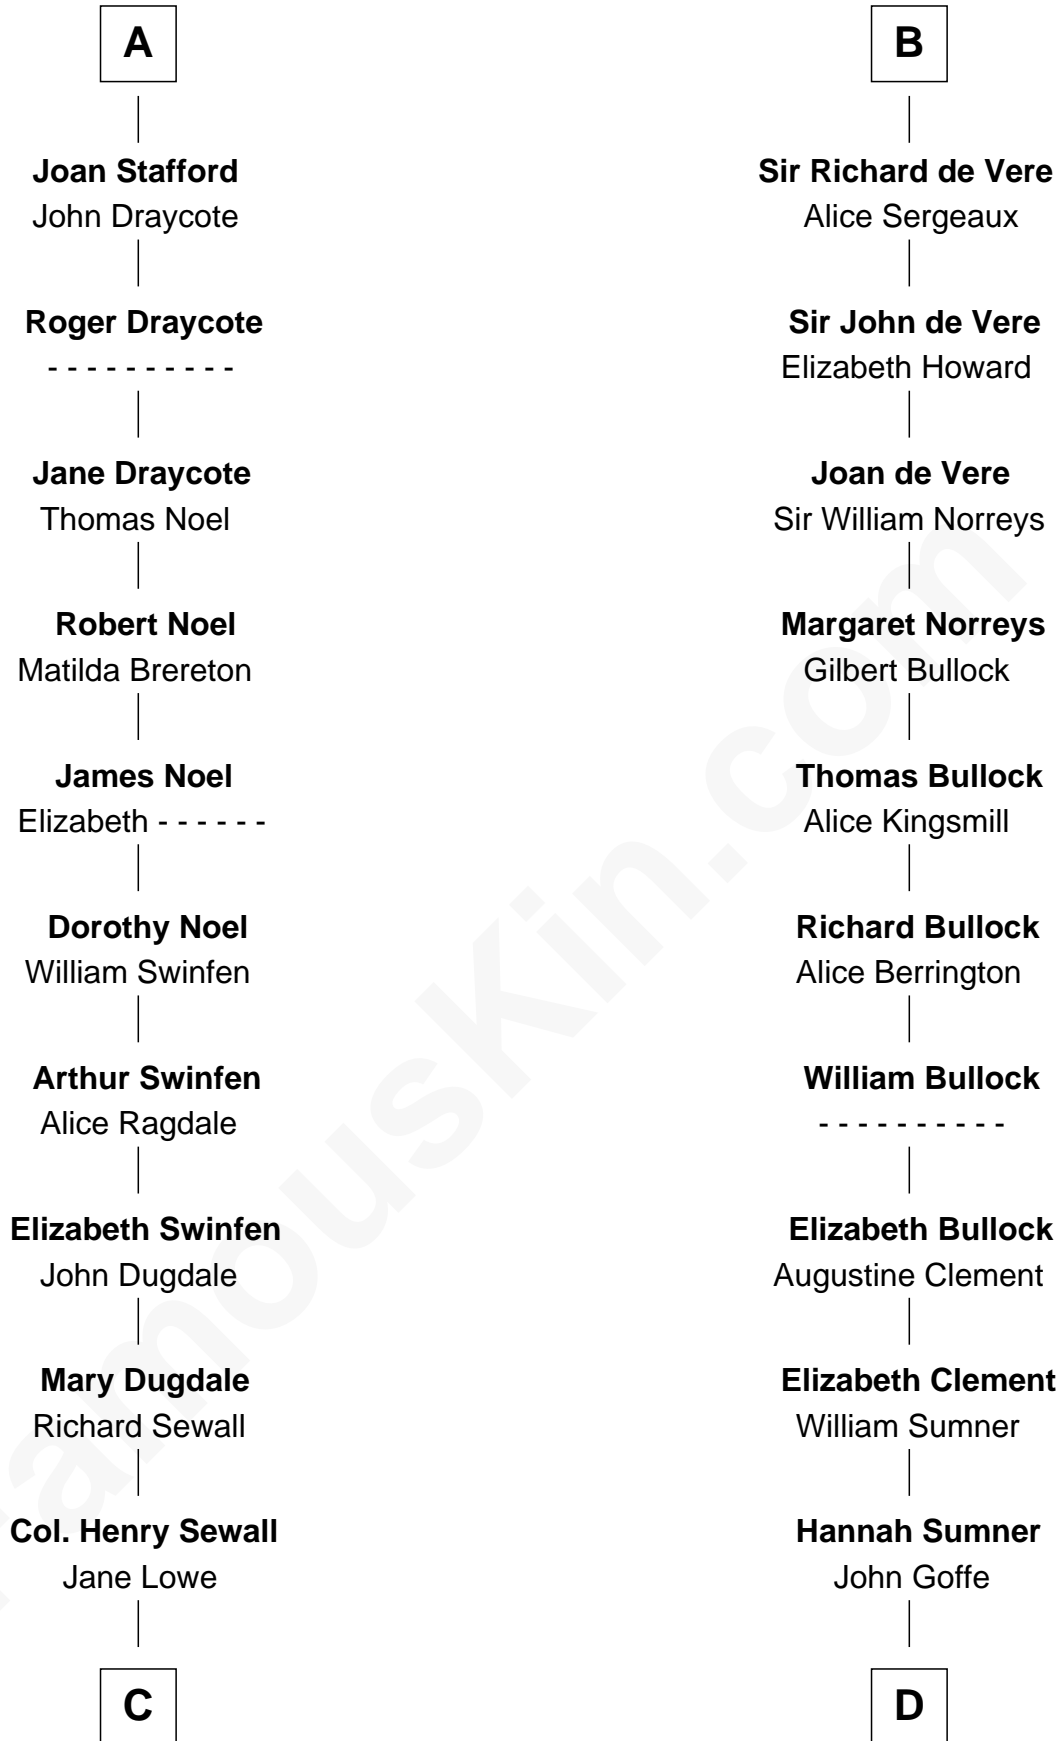 A
Joan Stafford
John Draycote
Roger Draycote
- - - - - - - - - -
Jane Draycote
Thomas Noel
Robert Noel
Matilda Brereton
James Noel
Elizabeth - - - - - -
Dorothy Noel
William Swinfen
Arthur Swinfen
Alice Ragdale
Elizabeth Swinfen
John Dugdale
Mary Dugdale
Richard Sewall
Col. Henry Sewall
Jane Lowe
C
B
Sir Richard de Vere
Alice Sergeaux
Sir John de Vere
Elizabeth Howard
Joan de Vere
Sir William Norreys
Margaret Norreys
Gilbert Bullock
Thomas Bullock
Alice Kingsmill
Richard Bullock
Alice Berrington
William Bullock
- - - - - - - - - -
Elizabeth Bullock
Augustine Clement
Elizabeth Clement
William Sumner
Hannah Sumner
John Goffe
D
FamousKin.com